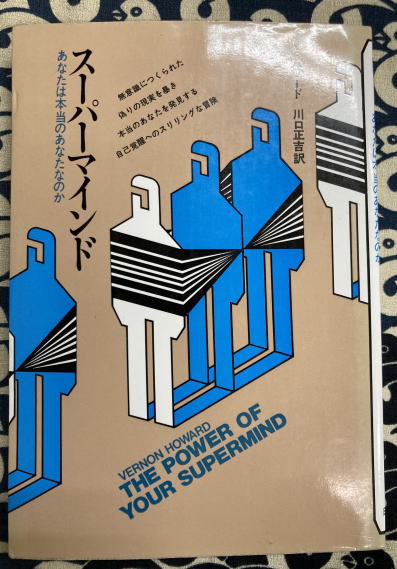 スーパーマインド
あなたは本当のあなたなのか
無意識につくられた
偽りの現実を暴き
本当のあなたを発見する
自己覚醒へのスリリングな冒険
ード 川口正吉訳
VERNON HOWARD
THE POWER OF
YOUR SUPERMIND